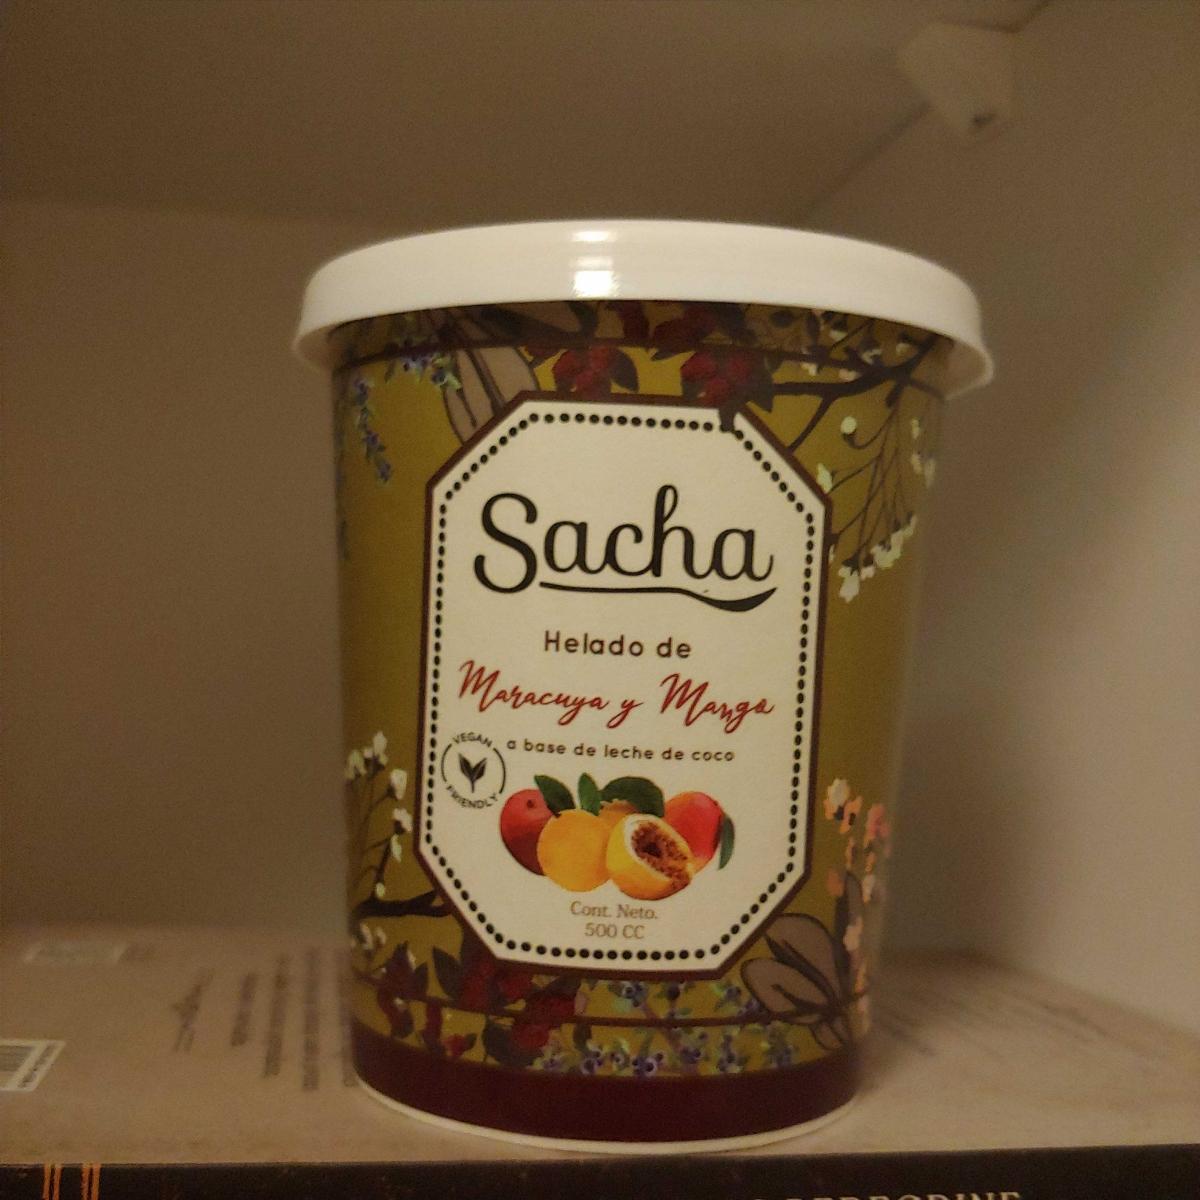 Sacha
Helado de
Maracuya y Mango
a base de leche de coco
VEGAN
FRIENDLY
Cont. Neto.
500 CC